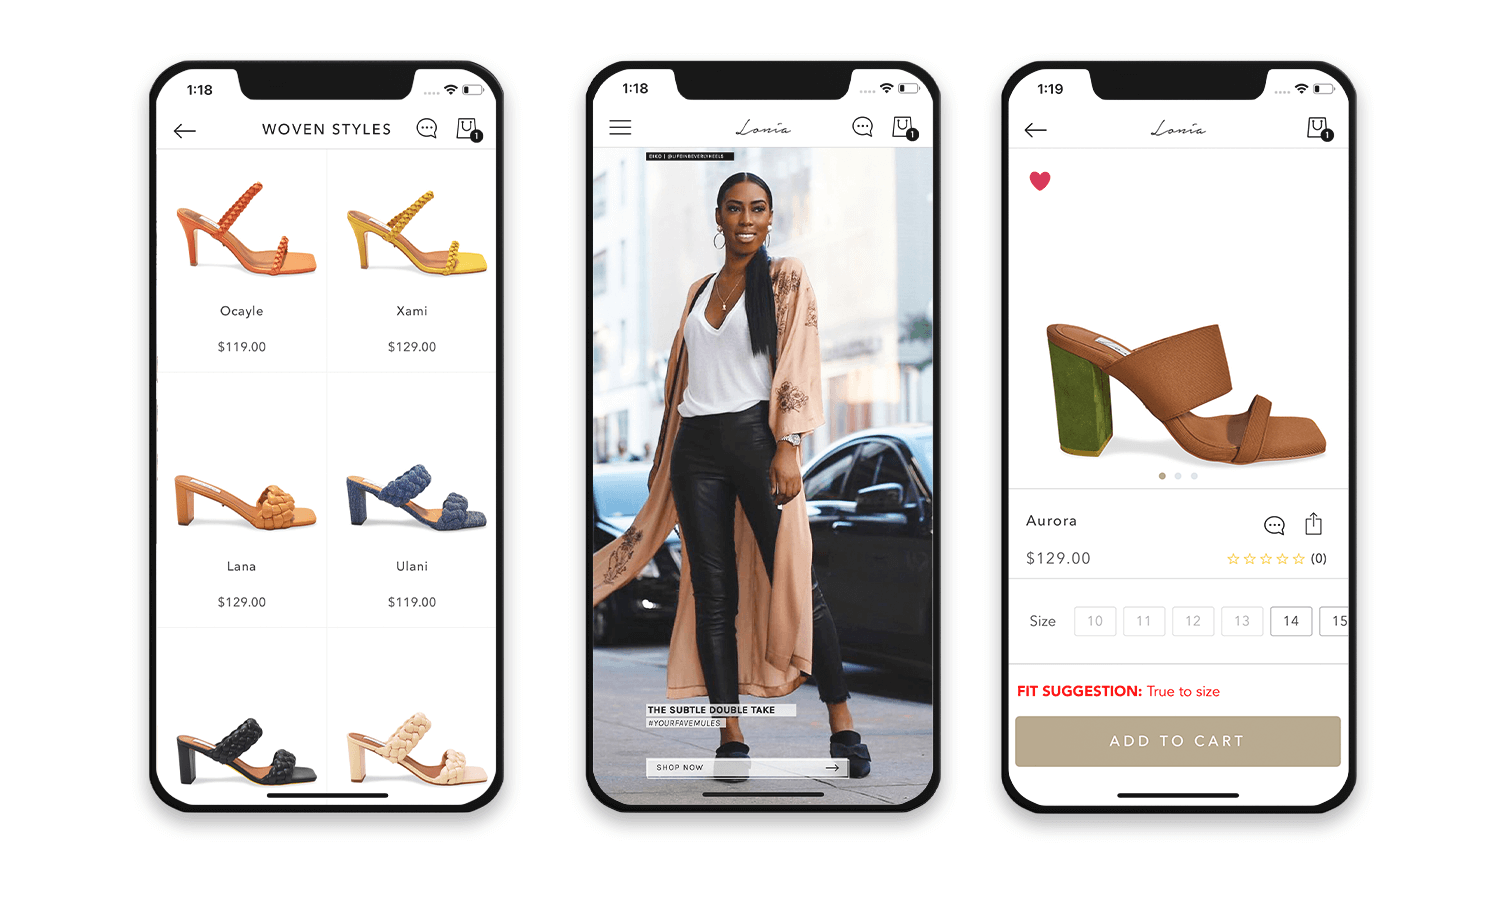 1:18
WOVEN STYLES
1
Ocayle
$119.00
Xami
$129.00
Lana
$129.00
Ulani
$119.00
1:18
Lonia
1
EIKO | @LIFEINBEVERLYHEELS
THE SUBTLE DOUBLE TAKE
#YOURFAVEMULES
SHOP NOW
1:19
Lonia
1
Aurora
$129.00
(0)
Size 10 11 12 13 14 15
FIT SUGGESTION: True to size
ADD TO CART